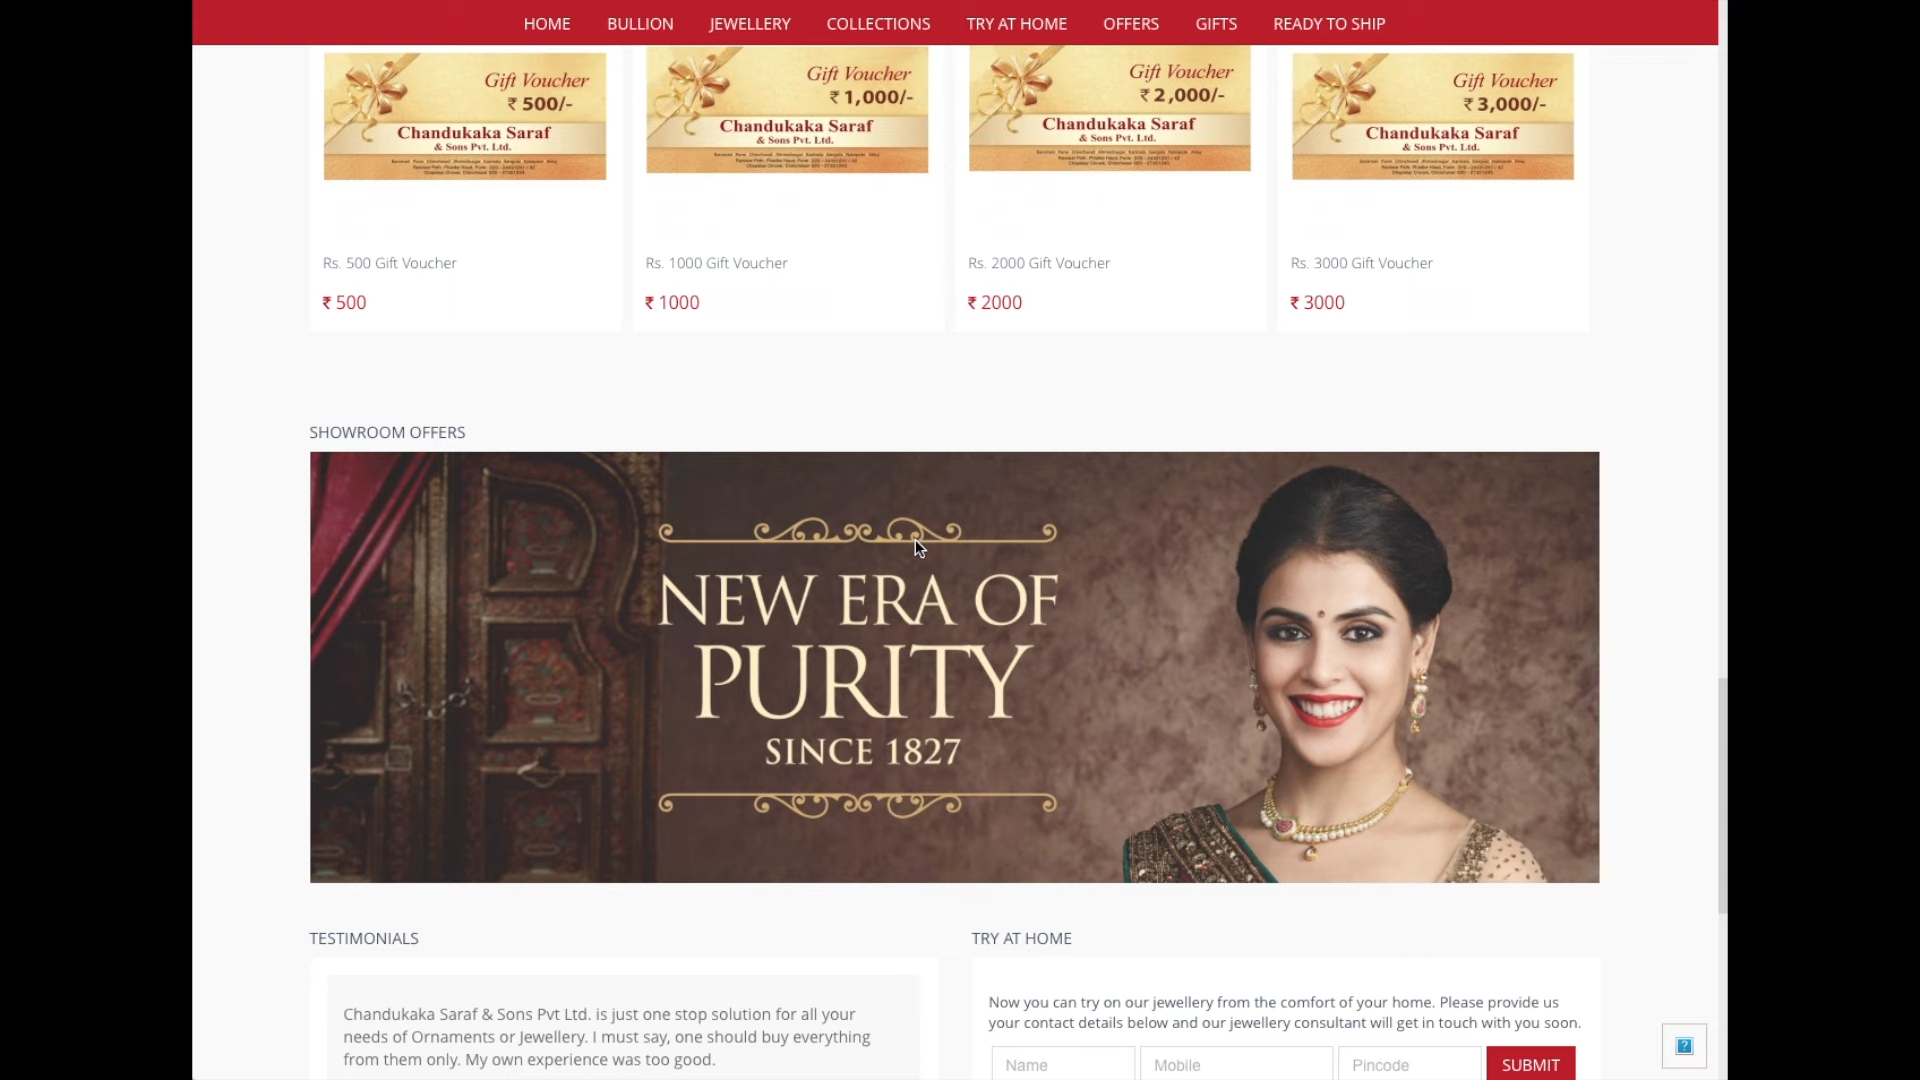 HOME BULLION JEWELLERY COLLECTIONS TRY AT HOME OFFERS GIFTS READY TO SHIP
Gift Voucher
₹ 500/-
Chandukaka Saraf
& Sons Pvt. Ltd.
Gift Voucher
₹ 1,000/-
Chandukaka Saraf
& Sons Pvt. Ltd.
Gift Voucher
₹ 2,000/-
Chandukaka Saraf
& Sons Pvt. Ltd.
Gift Voucher
₹ 3,000/-
Chandukaka Saraf
& Sons Pvt. Ltd.
Rs. 500 Gift Voucher
₹ 500
Rs. 1000 Gift Voucher
₹ 1000
Rs. 2000 Gift Voucher
₹ 2000
Rs. 3000 Gift Voucher
₹ 3000
SHOWROOM OFFERS
NEW ERA OF
PURITY
SINCE 1827
TESTIMONIALS
Chandukaka Saraf & Sons Pvt Ltd. is just one stop solution for all your
needs of Ornaments or Jewellery. I must say, one should buy everything
from them only. My own experience was too good.
TRY AT HOME
Now you can try on our jewellery from the comfort of your home. Please provide us
your contact details below and our jewellery consultant will get in touch with you soon.
Name Mobile Pincode SUBMIT
?